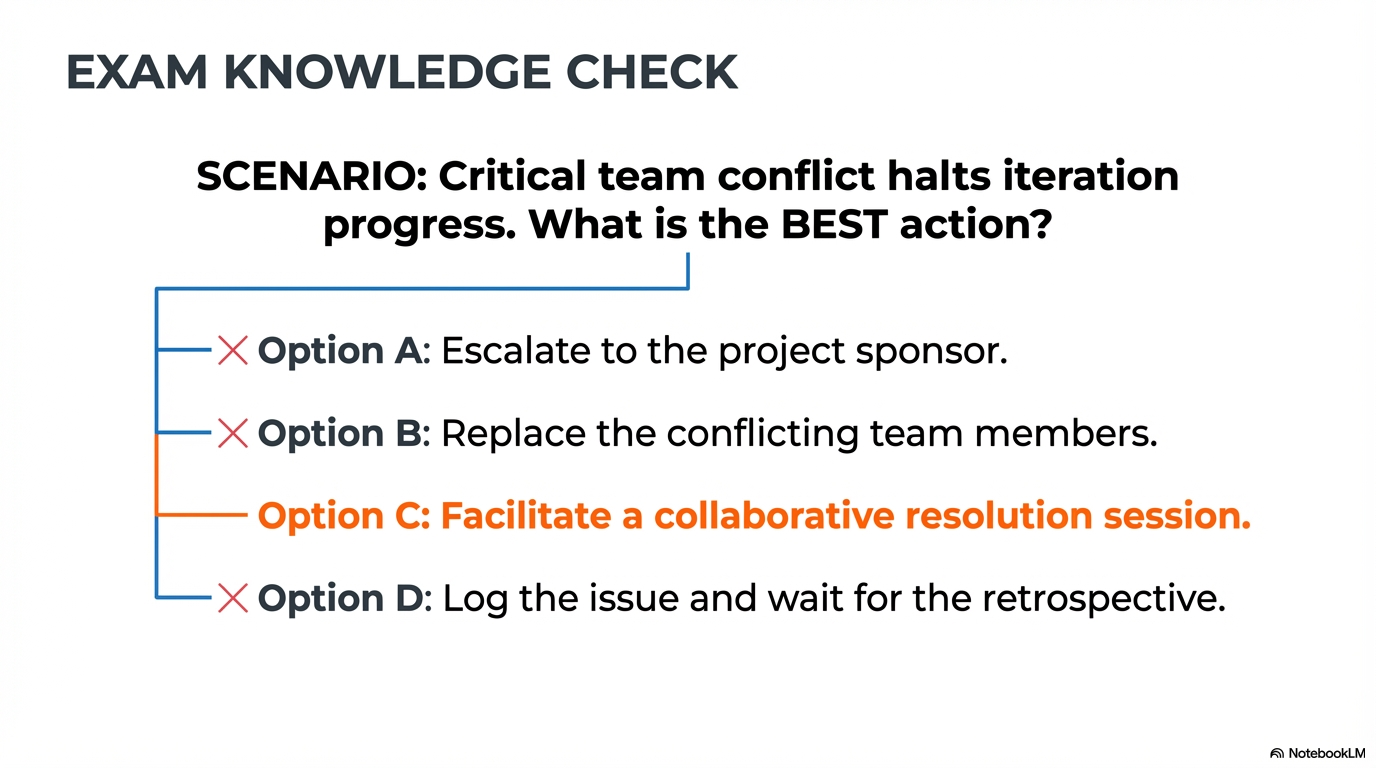 EXAM KNOWLEDGE CHECK
SCENARIO: Critical team conflict halts iteration
progress. What is the BEST action?
Option A: Escalate to the project sponsor.
Option B: Replace the conflicting team members.
Option C: Facilitate a collaborative resolution session.
Option D: Log the issue and wait for the retrospective.
NotebookLM